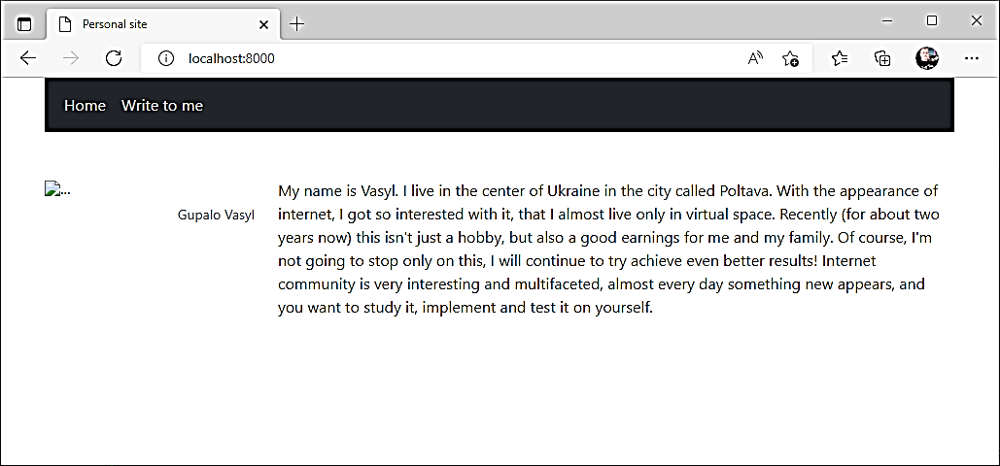 Personal site
localhost:8000
Home Write to me
...
Gupalo Vasyl
My name is Vasyl. I live in the center of Ukraine in the city called Poltava. With the appearance of
internet, I got so interested with it, that I almost live only in virtual space. Recently (for about two
years now) this isn't just a hobby, but also a good earnings for me and my family. Of course, I'm
not going to stop only on this, I will continue to try achieve even better results! Internet
community is very interesting and multifaceted, almost every day something new appears, and
you want to study it, implement and test it on yourself.